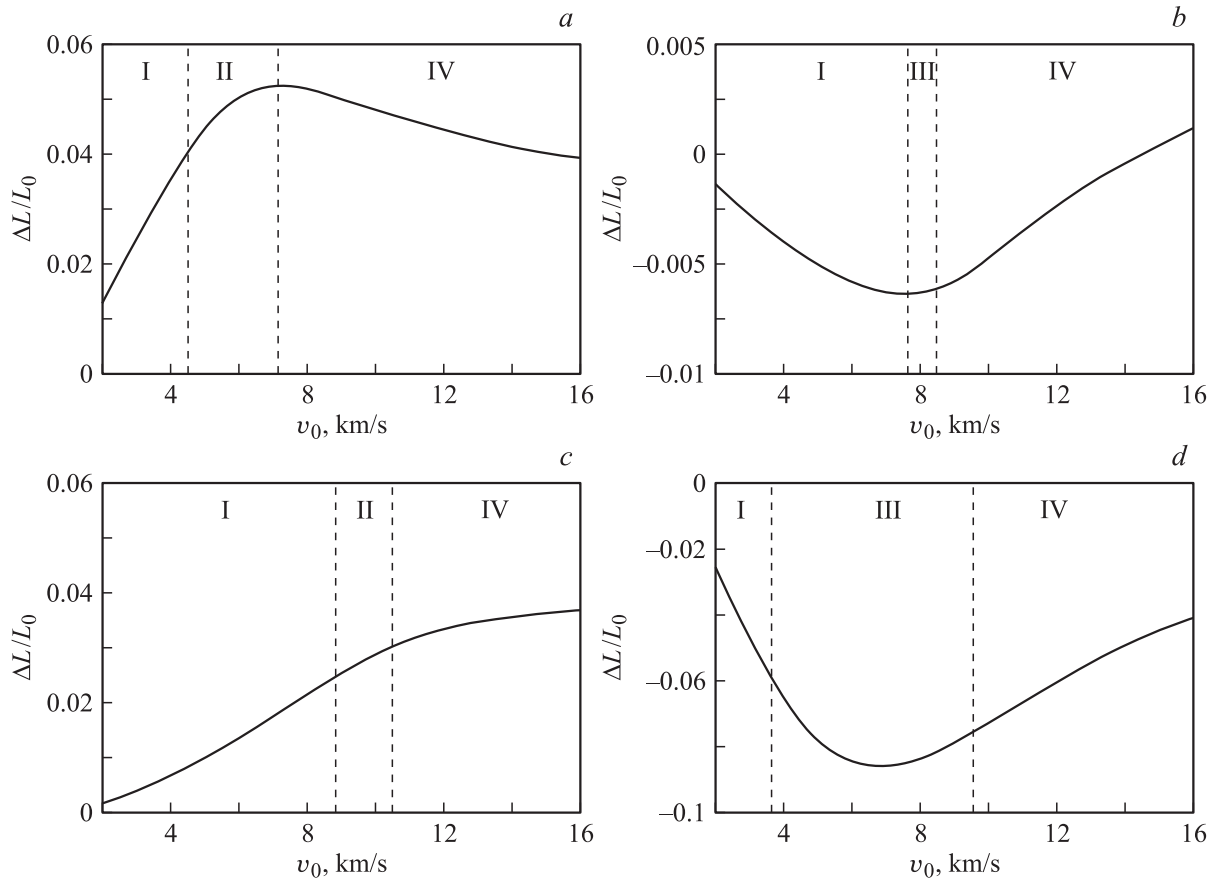 a
0.06
0.04
0.02
0
ΔL/L0
I
II
IV
4
8
12
16
v0, km/s
b
0.005
0
−0.005
−0.01
ΔL/L0
I
III
IV
4
8
12
16
v0, km/s
c
0.06
0.04
0.02
0
ΔL/L0
I
II
IV
4
8
12
16
v0, km/s
d
0
−0.02
−0.06
−0.1
ΔL/L0
I
III
IV
4
8
12
16
v0, km/s